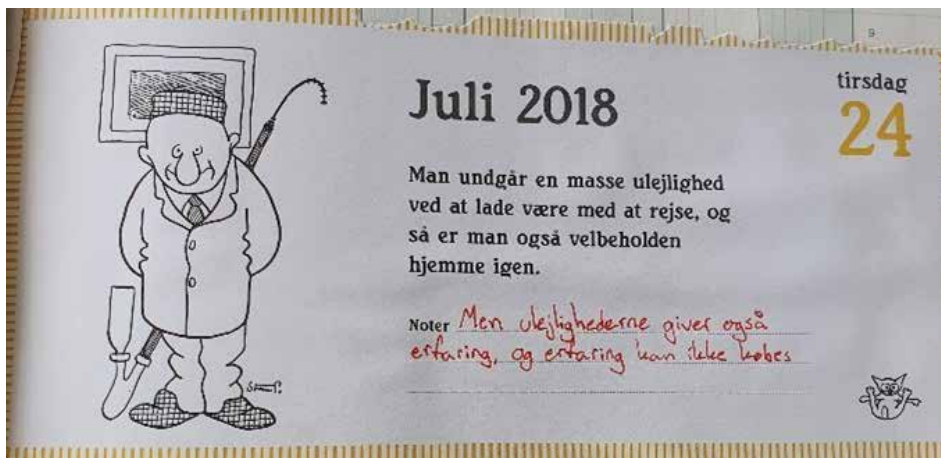 9
Juli 2018
tirsdag
24
Man undgår en masse ulejlighed
ved at lade være med at rejse, og
så er man også velbeholden
hjemme igen.
Noter Men ulejlighederne giver også
erfaring, og erfaring kan ikke købes